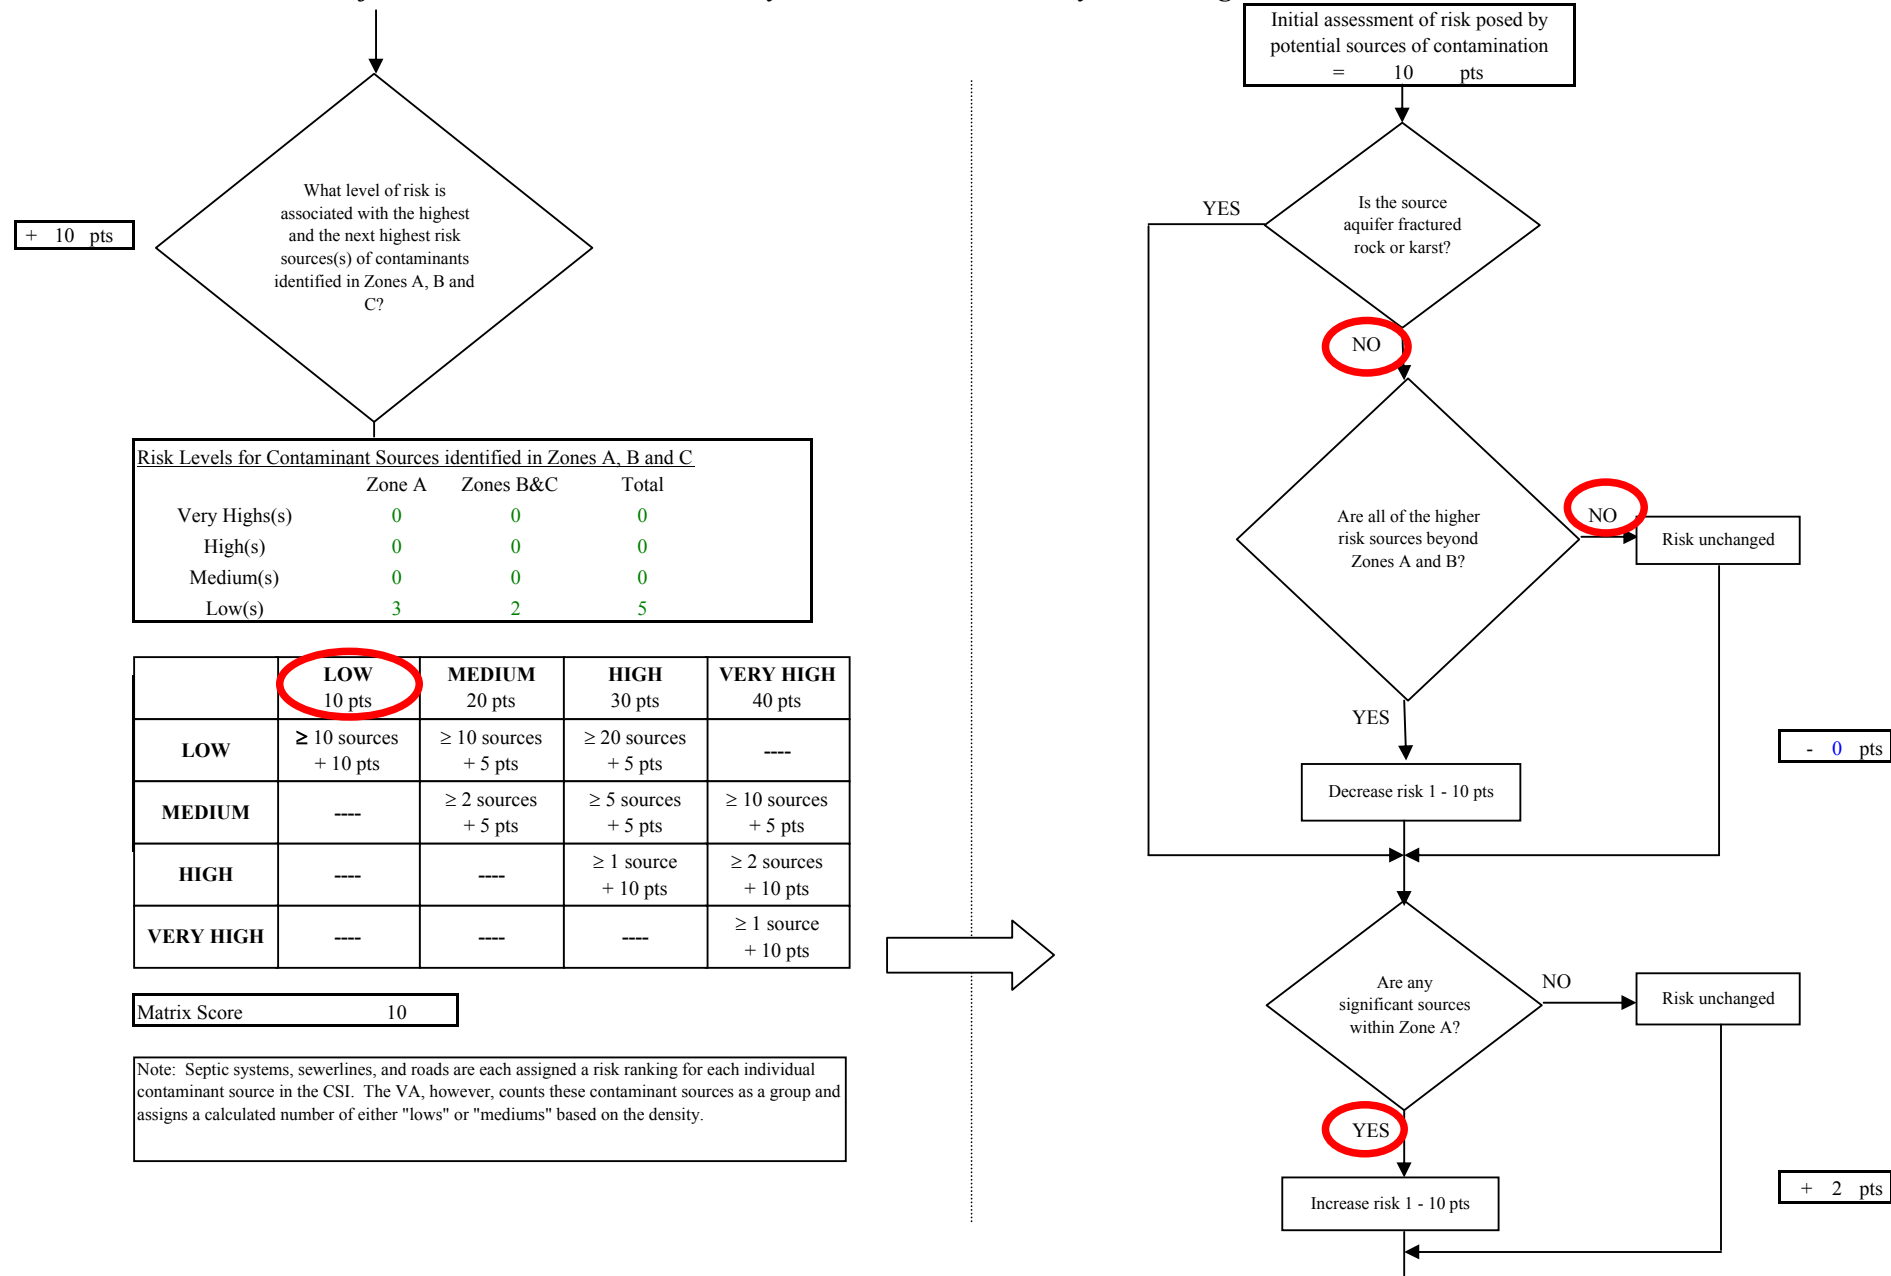 Initial assessment of risk posed by
potential sources of contamination
= 10 pts
What level of risk is
associated with the highest
and the next highest risk
sources(s) of contaminants
identified in Zones A, B and
C?
+ 10 pts
Risk Levels for Contaminant Sources identified in Zones A, B and C
Zone A Zones B&C Total
Very Highs(s) 0 0 0
High(s) 0 0 0
Medium(s) 0 0 0
Low(s) 3 2 5
LOW MEDIUM HIGH VERY HIGH
10 pts 20 pts 30 pts 40 pts
LOW ≥ 10 sources ≥ 10 sources ≥ 20 sources ----
+ 10 pts + 5 pts + 5 pts
MEDIUM ---- ≥ 2 sources ≥ 5 sources ≥ 10 sources
+ 5 pts + 5 pts + 5 pts
HIGH ---- ---- ≥ 1 source ≥ 2 sources
+ 10 pts + 10 pts
VERY HIGH ---- ---- ---- ≥ 1 source
+ 10 pts
Matrix Score 10
Note: Septic systems, sewerlines, and roads are each assigned a risk ranking for each individual
contaminant source in the CSI. The VA, however, counts these contaminant sources as a group and
assigns a calculated number of either "lows" or "mediums" based on the density.
Is the source
aquifer fractured
rock or karst?
YES
NO
Are all of the higher
risk sources beyond
Zones A and B?
NO
Risk unchanged
YES
Decrease risk 1 - 10 pts
- 0 pts
Are any
significant sources
within Zone A?
NO
Risk unchanged
YES
Increase risk 1 - 10 pts
+ 2 pts